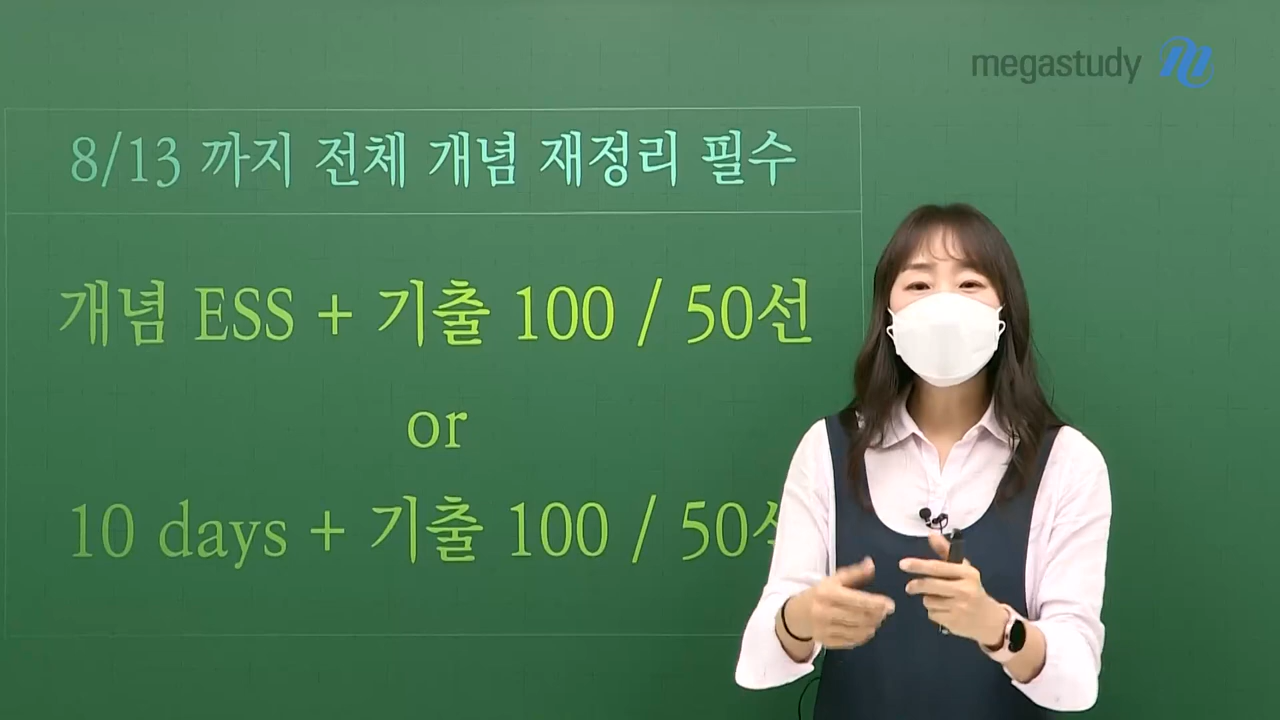 megastudy
8/13 까지 전체 개념 재정리 필수
개념 ESS + 기출 100 / 50선
or
10 days + 기출 100 / 50